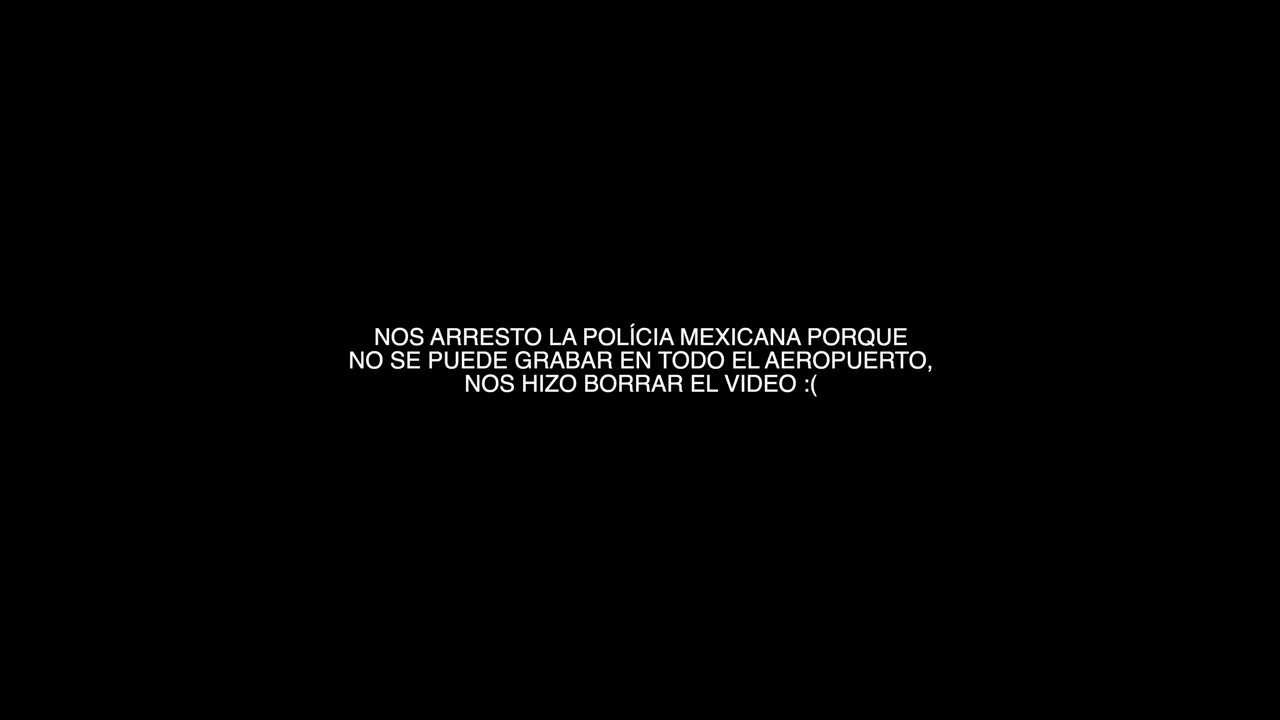 NOS ARRESTO LA POLÍCIA MEXICANA PORQUE
NO SE PUEDE GRABAR EN TODO EL AEROPUERTO,
NOS HIZO BORRAR EL VIDEO :(